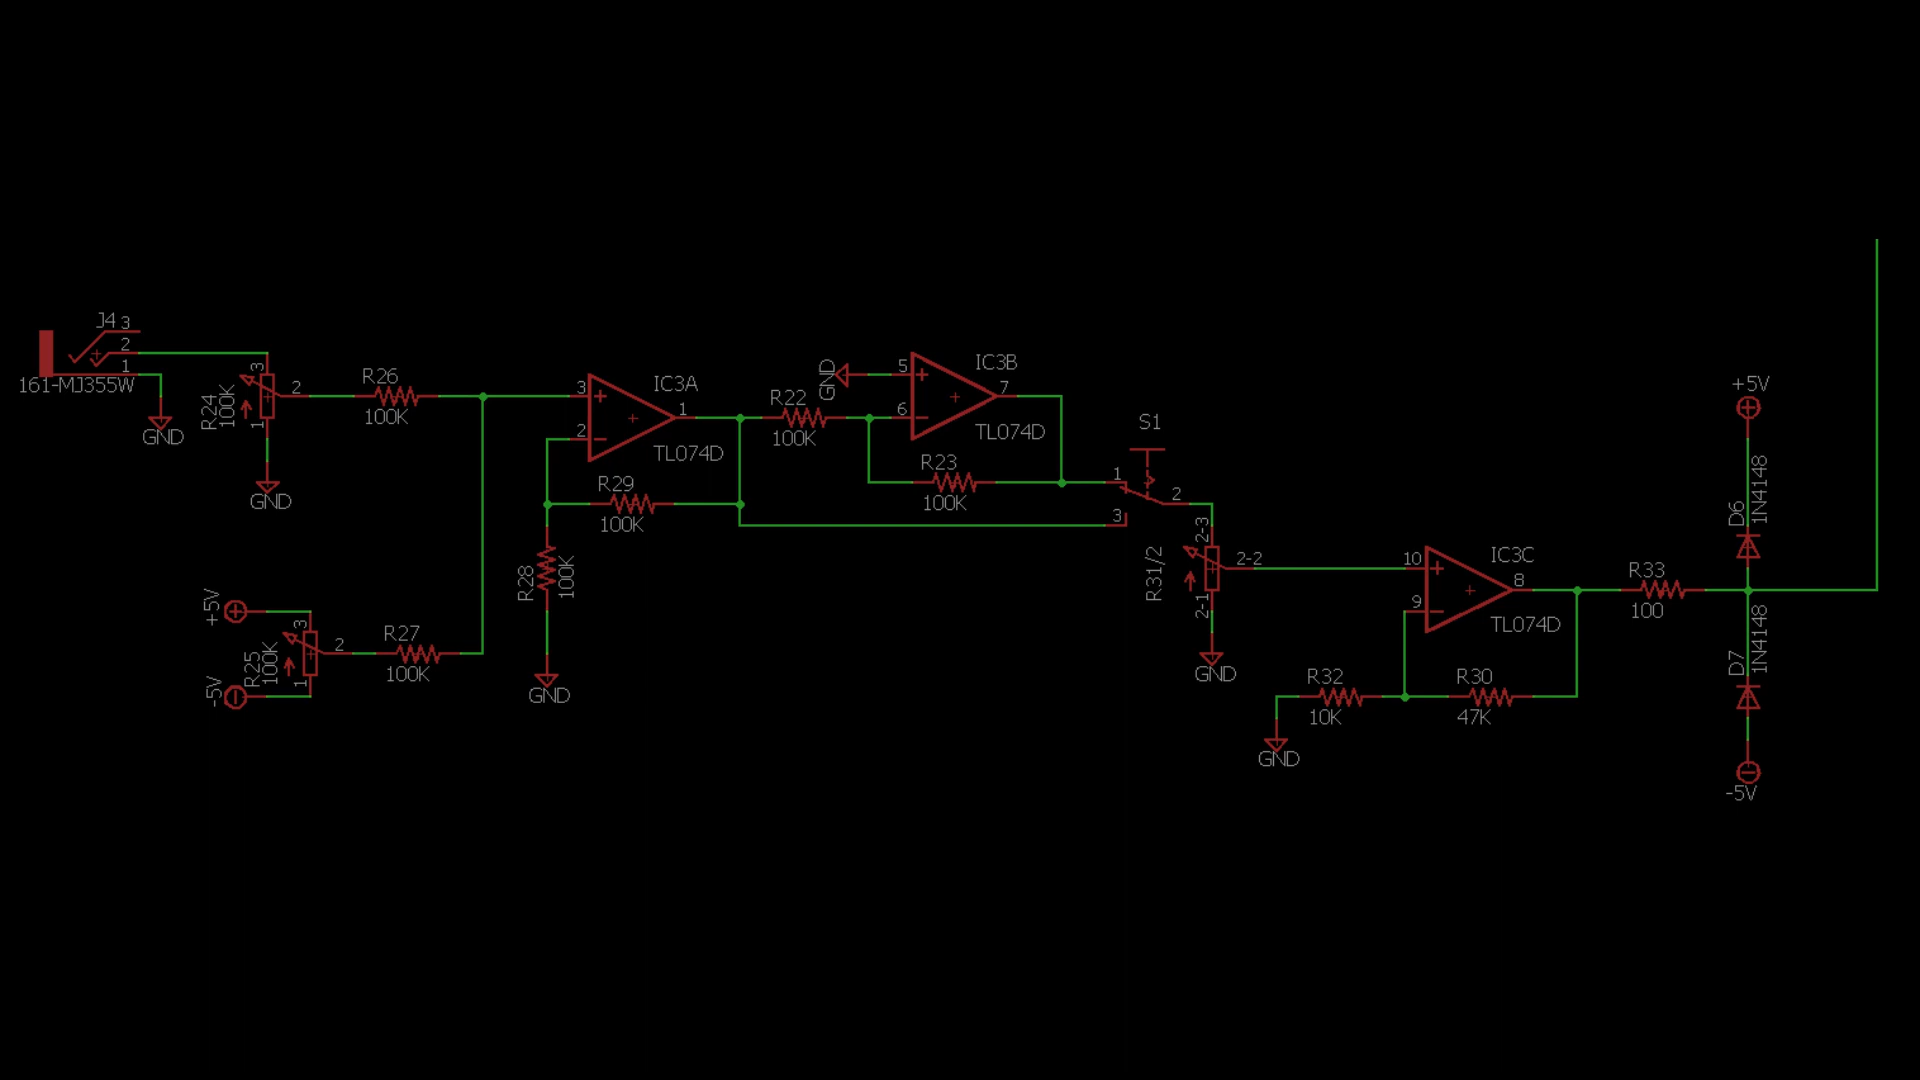 J4 3
2
1
161-MJ355W
GND
R24
100K
3
2
1
GND
R26
100K
+5V
-5V
R25
100K
3
2
1
R27
100K
3
2
1
IC3A
TL074D
R29
100K
R28
100K
GND
R22
100K
GND
5
6
7
IC3B
TL074D
R23
100K
S1
1
2
3
R31/2
2-3
2-2
2-1
GND
10
9
8
IC3C
TL074D
R32
10K
GND
R30
47K
R33
100
+5V
D6
1N4148
D7
1N4148
-5V